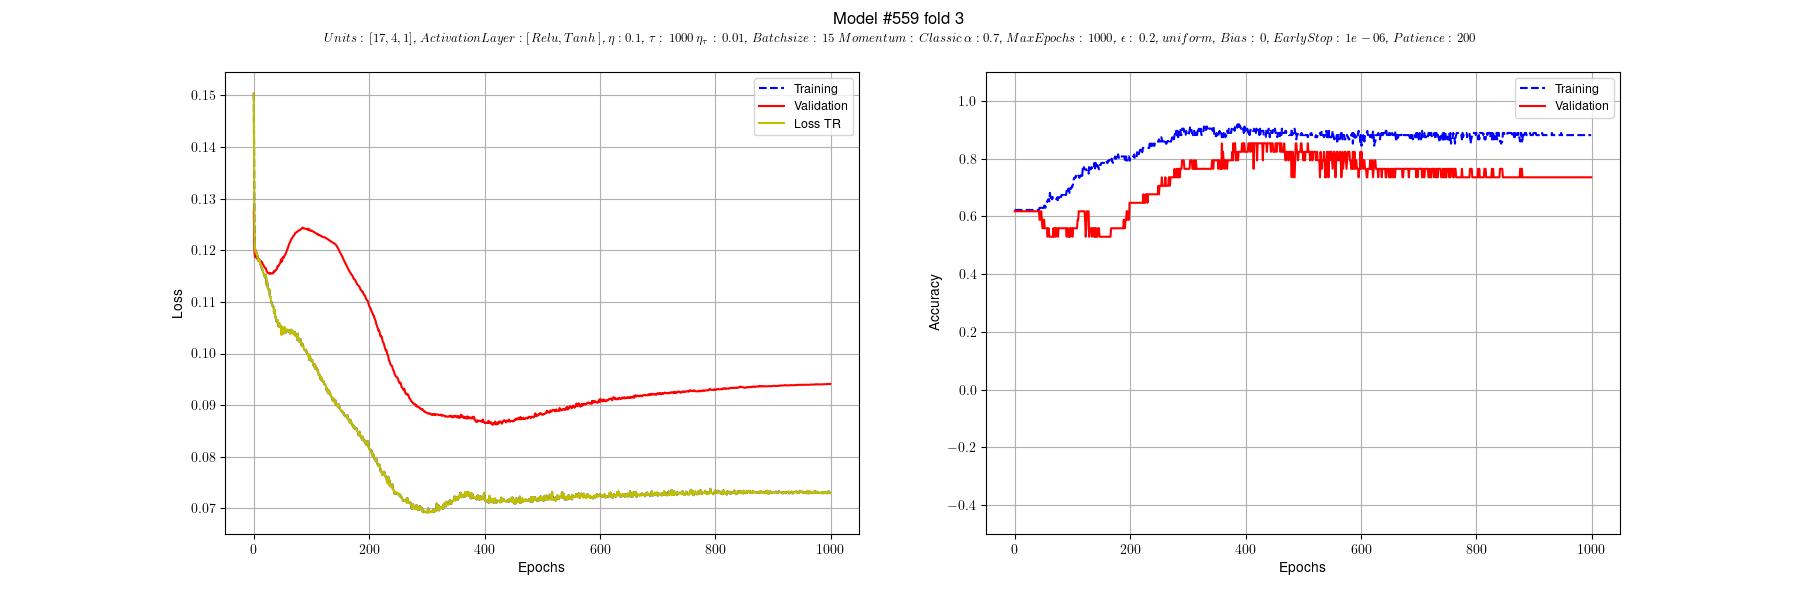 Model #559 fold 3
Units : [17, 4, 1], ActivationLayer : [Relu, Tanh], η : 0.1, τ : 1000 η_τ : 0.01, Batchsize : 15 Momentum : Classic α : 0.7, MaxEpochs : 1000, ϵ : 0.2, uniform, Bias : 0, EarlyStop : 1e − 06, Patience : 200
Training
Validation
Loss TR
0.15
0.14
0.13
0.12
0.11
0.10
0.09
0.08
0.07
Loss
0
200
400
600
800
1000
Epochs
Training
Validation
1.0
0.8
0.6
0.4
0.2
0.0
−0.2
−0.4
Accuracy
0
200
400
600
800
1000
Epochs